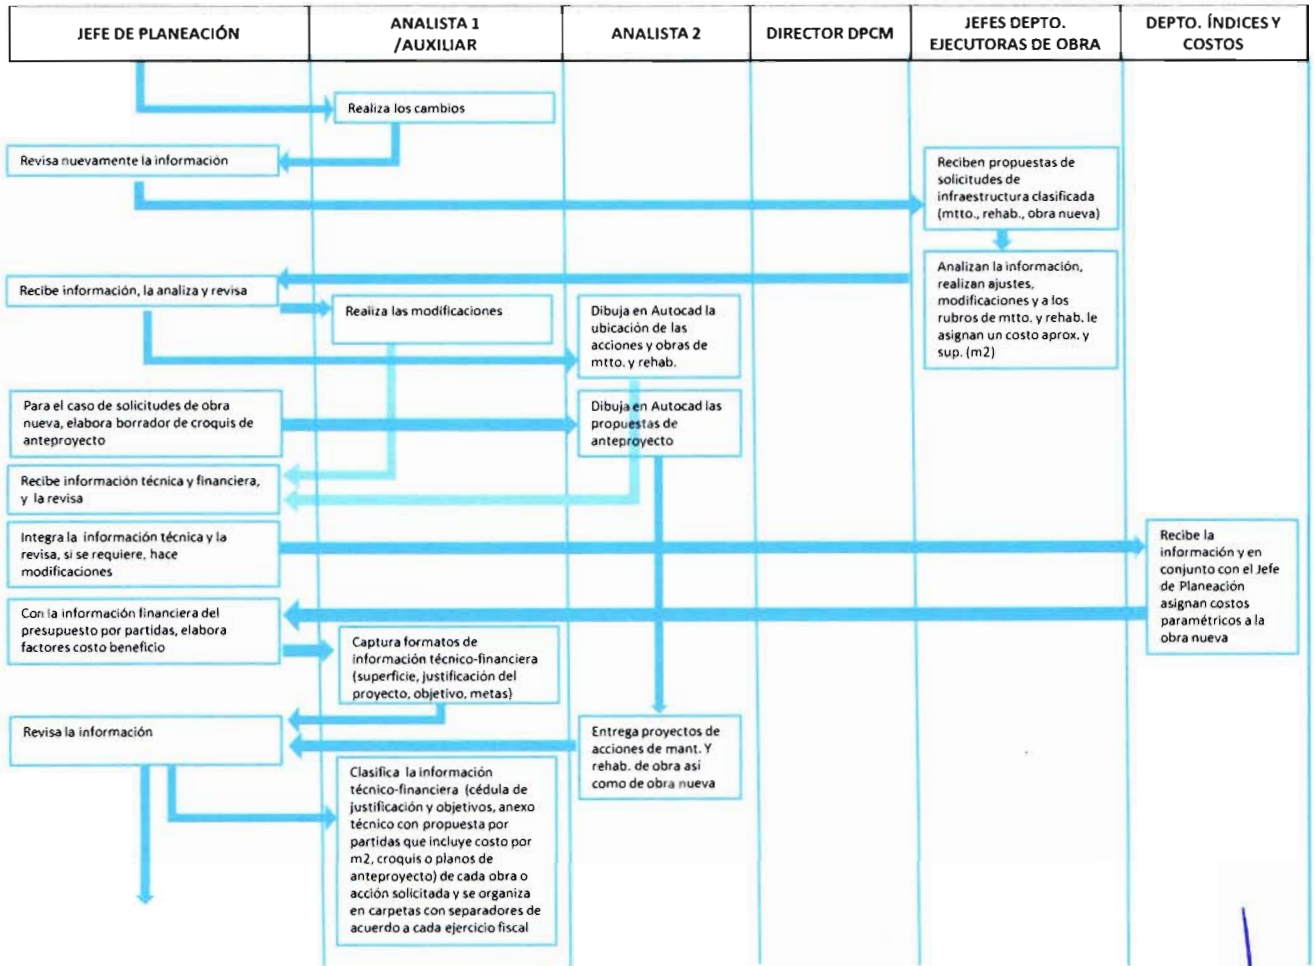 JEFE DE PLANEACIÓN
ANALISTA 1
/AUXILIAR
ANALISTA 2
DIRECTOR DPCM
JEFES DEPTO.
EJECUTORAS DE OBRA
DEPTO. ÍNDICES Y
COSTOS
Realiza los cambios
Revisa nuevamente la información
Reciben propuestas de
solicitudes de
infraestructura clasificada
(mtto., rehab., obra nueva)
Analizan la información,
realizan ajustes,
modificaciones y a los
rubros de mtto. y rehab. le
asignan un costo aprox. y
sup. (m2)
Recibe información, la analiza y revisa
Realiza las modificaciones
Dibuja en Autocad la
ubicación de las
acciones y obras de
mtto. y rehab.
Para el caso de solicitudes de obra
nueva, elabora borrador de croquis de
anteproyecto
Dibuja en Autocad las
propuestas de
anteproyecto
Recibe información técnica y financiera,
y la revisa
Integra la información técnica y la
revisa, si se requiere, hace
modificaciones
Recibe la
información y en
conjunto con el Jefe
de Planeación
asignan costos
paramétricos a la
obra nueva
Con la información financiera del
presupuesto por partidas, elabora
factores costo beneficio
Captura formatos de
información técnico-financiera
(superficie, justificación del
proyecto, objetivo, metas)
Revisa la información
Entrega proyectos de
acciones de mant. Y
rehab. de obra así
como de obra nueva
Clasifica la información
técnico-financiera (cédula de
justificación y objetivos, anexo
técnico con propuesta por
partidas que incluye costo por
m2, croquis o planos de
anteproyecto) de cada obra o
acción solicitada y se organiza
en carpetas con separadores de
acuerdo a cada ejercicio fiscal